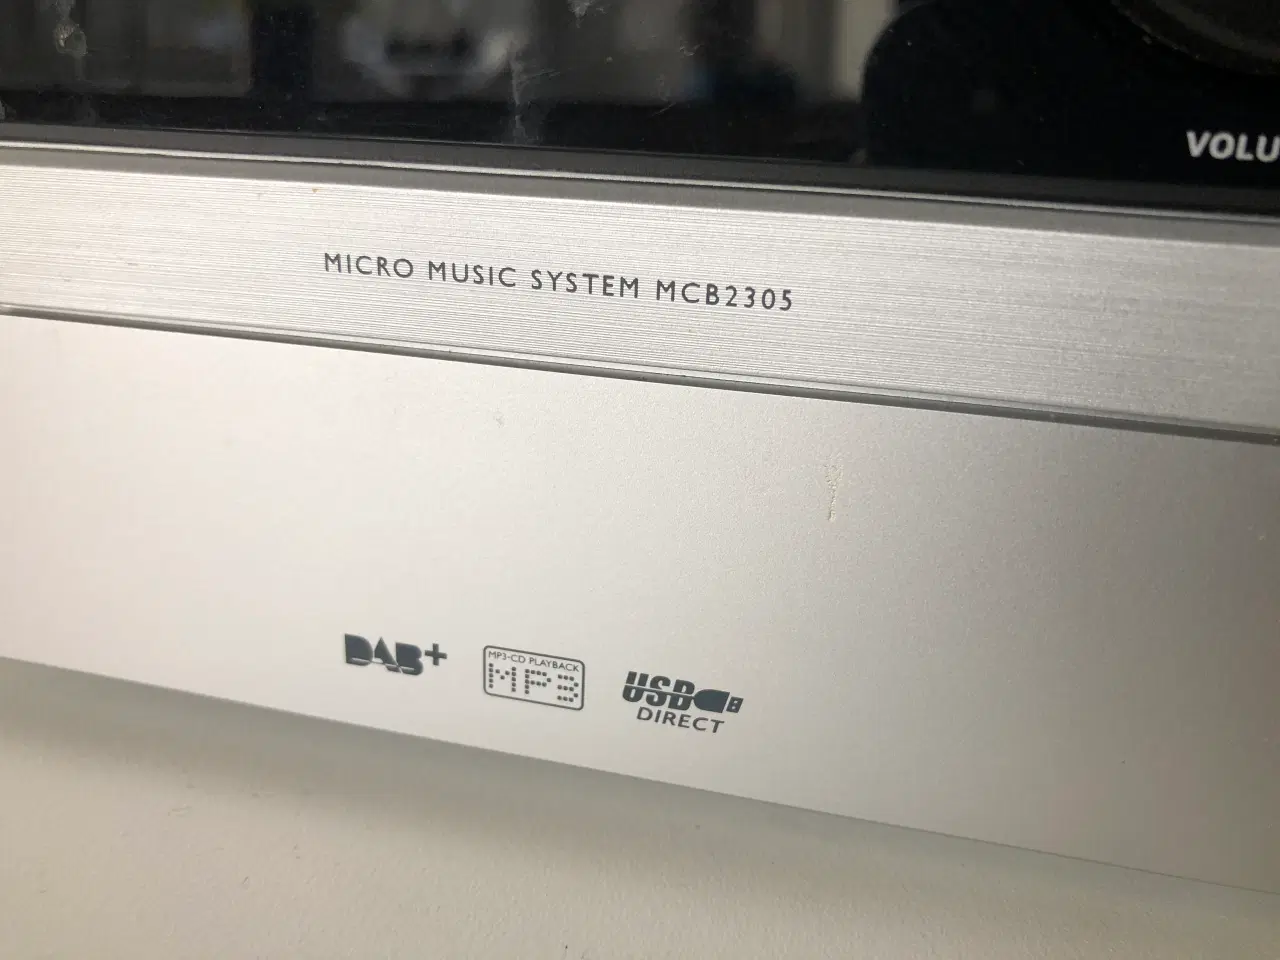 VOLU
MICRO MUSIC SYSTEM MCB2305
DAB+
MP3-CD PLAYBACK
MP3
USB
DIRECT